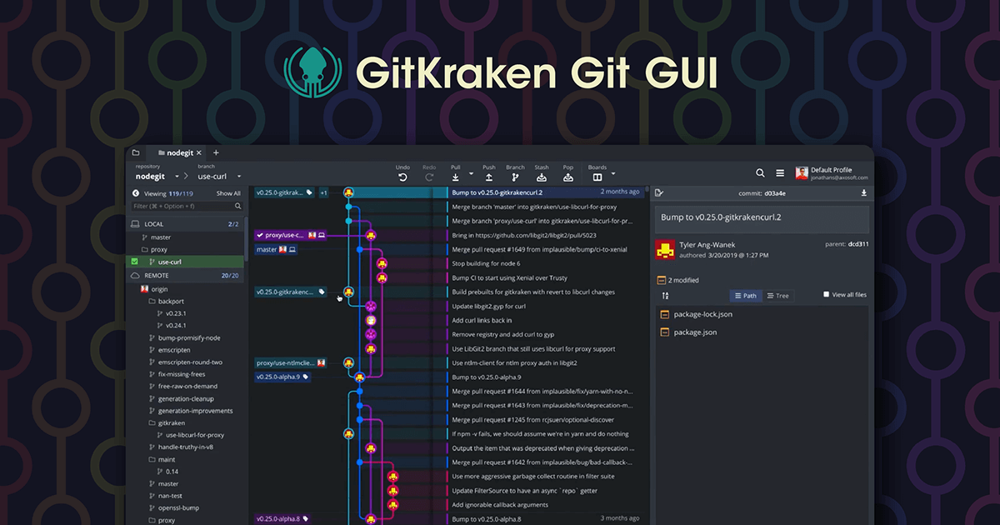 GitKraken Git GUI
nodegit
repository
nodegit
branch
use-curl
Undo
Redo
Pull
Push
Branch
Stash
Pop
Boards
Default Profile
jonathans@axosoft.com
Viewing 119/119
Show All
Filter (⌘ + Option + f)
LOCAL 2/2
master
proxy
use-curl
REMOTE 20/20
origin
backport
v0.23.1
v0.24.1
bump-promisify-node
emscripten
emscripten-round-two
fix-missing-frees
free-raw-on-demand
generation-cleanup
generation-improvements
gitkraken
use-libcurl-for-proxy
handle-truthy-in-v8
maint
0.14
master
nan-test
openssl-bump
proxy
v0.25.0-gitkrak... +1
Bump to v0.25.0-gitkrakencurl.2 2 months ago
Merge branch 'master' into gitkraken/use-libcurl-for-proxy
Merge branch 'proxy/use-curl' into gitkraken/use-libcurl-for-pr...
proxy/use-c...
Bring in https://github.com/libgit2/libgit2/pull/5023
master
Merge pull request #1649 from implausible/bump/ci-to-xenial
Stop building for node 6
Bump CI to start using Xenial over Trusty
v0.25.0-gitkrakenc...
Build prebuilts for gitkraken with revert to libcurl changes
Update libgit2.gyp for curl
Add curl links back in
Remove registry and add curl to gyp
Use LibGit2 branch that still uses libcurl for proxy support
proxy/use-ntlmclie...
Use ntlm-client for ntlm proxy auth in libgit2
v0.25.0-alpha.9
Bump to v0.25.0-alpha.9
Merge pull request #1644 from implausible/fix/yarn-with-no-n...
Merge pull request #1643 from implausible/fix/deprecation-m...
Merge pull request #1245 from rcjsuen/optional-discover
If npm -v fails, we should assume we're in yarn and do nothing
Output the item that was deprecated when giving deprecation ...
Merge pull request #1642 from implausible/bug/bad-callback-...
Use more aggressive garbage collect routine in filter suite
Update FilterSource to have an async `repo` getter
Add ignorable callback arguments
v0.25.0-alpha.8
Bump to v0.25.0-alpha.8 3 months ago
commit: d03a4e
Bump to v0.25.0-gitkrakencurl.2
Tyler Ang-Wanek
authored 3/20/2019 @ 1:27 PM
parent: dcd311
2 modified
Path
Tree
View all files
package-lock.json
package.json